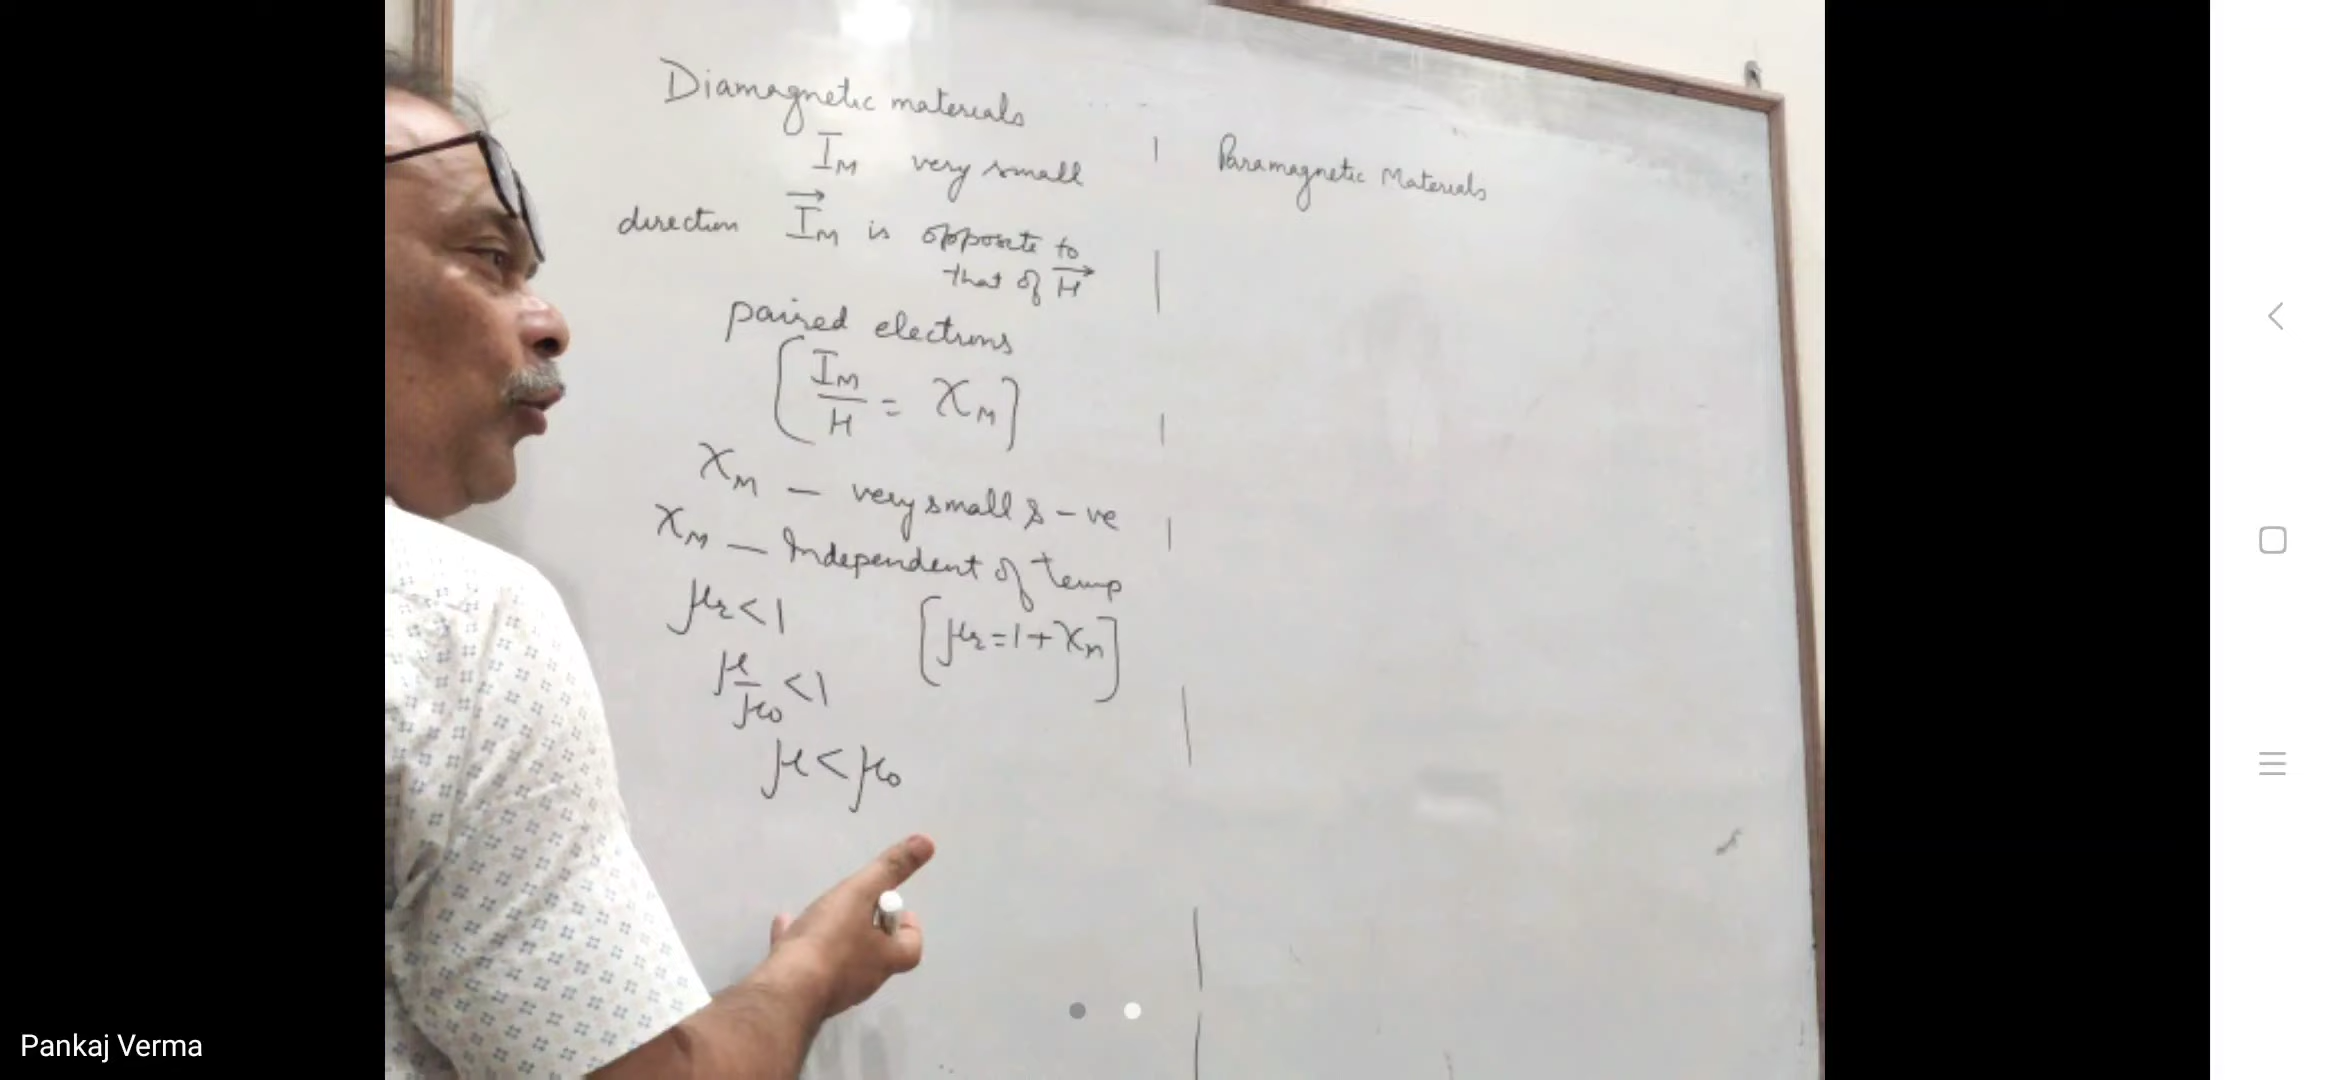 Diamagnetic materials
I_M very small
direction I_M is opposite to
that of H
paired electrons
[I_M/H = χ_M]
χ_M — very small & -ve
χ_M — Independent of temp
μr < 1 [μr = 1 + χ_m]
μ/μ0 < 1
μ < μ0
Paramagnetic Materials
Pankaj Verma